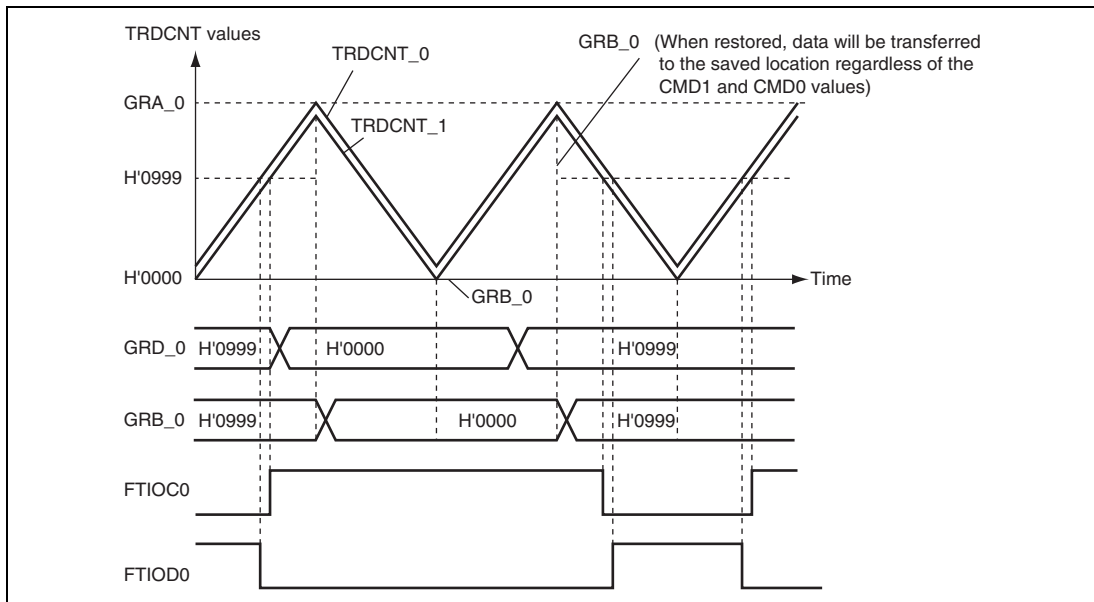 TRDCNT values
TRDCNT_0
GRB_0 (When restored, data will be transferred
to the saved location regardless of the
CMD1 and CMD0 values)
GRA_0
TRDCNT_1
H'0999
H'0000
Time
GRB_0
GRD_0 H'0999 H'0000 H'0999
GRB_0 H'0999 H'0000 H'0999
FTIOC0
FTIOD0